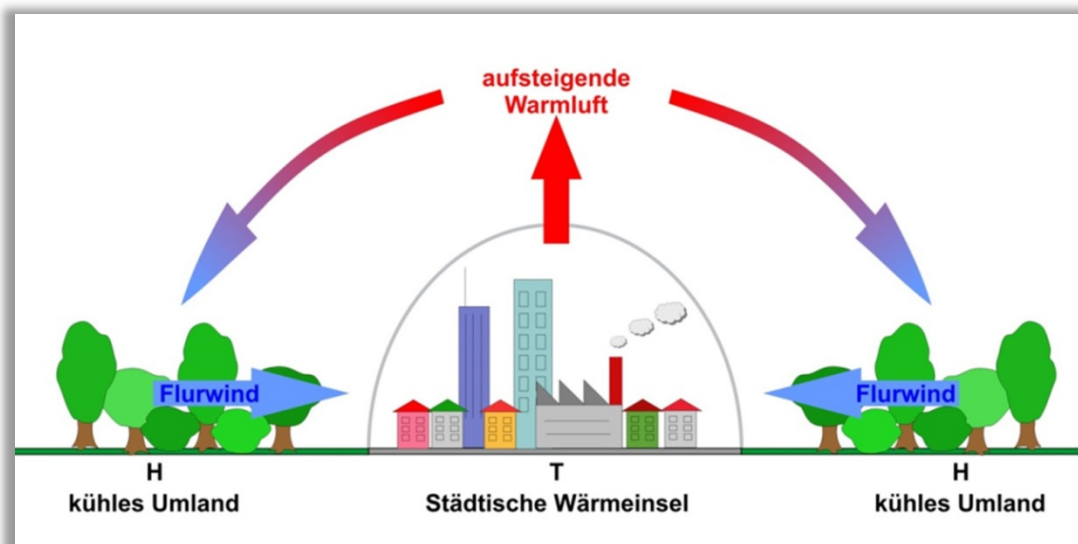 aufsteigende
Warmluft
Flurwind
Flurwind
H
T
H
kühles Umland
Städtische Wärmeinsel
kühles Umland